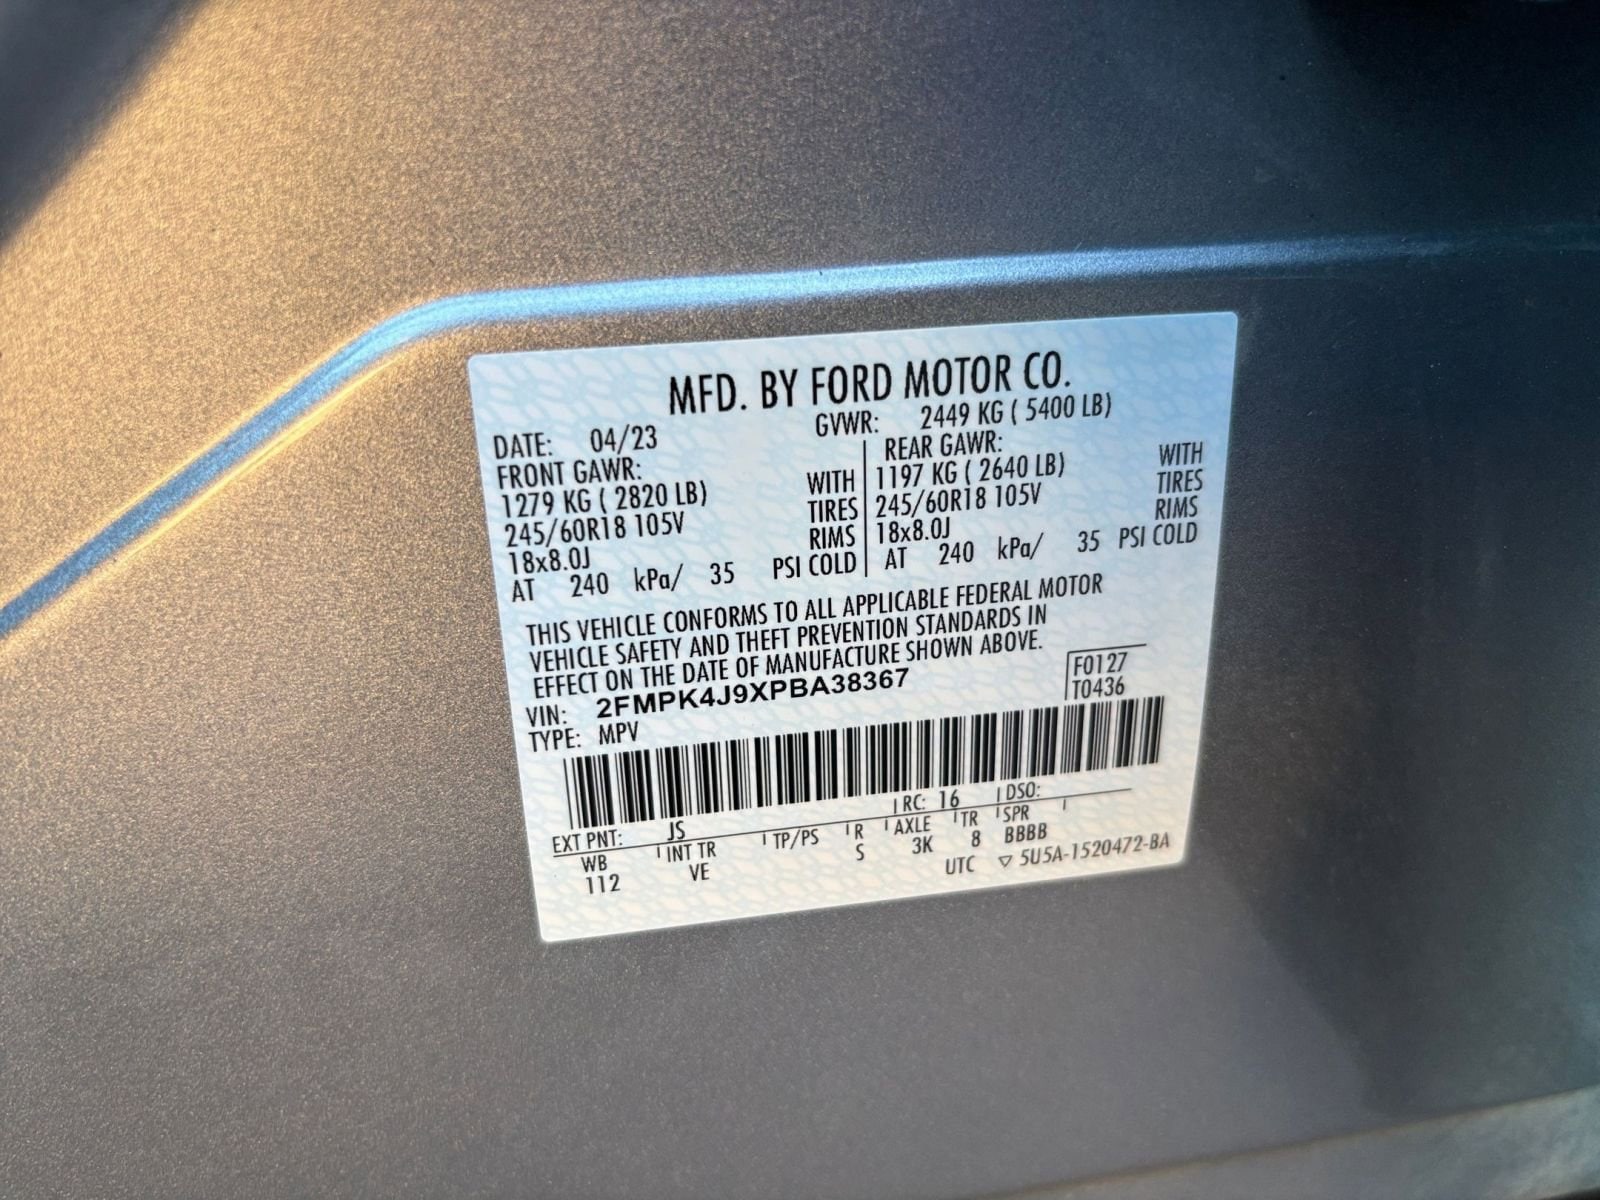 MFD. BY FORD MOTOR CO.
DATE: 04/23 GVWR: 2449 KG ( 5400 LB)
FRONT GAWR: REAR GAWR:
1279 KG ( 2820 LB) WITH 1197 KG ( 2640 LB) WITH
245/60R18 105V TIRES 245/60R18 105V TIRES
18x8.0J RIMS 18x8.0J RIMS
AT 240 kPa/ 35 PSI COLD AT 240 kPa/ 35 PSI COLD
THIS VEHICLE CONFORMS TO ALL APPLICABLE FEDERAL MOTOR
VEHICLE SAFETY AND THEFT PREVENTION STANDARDS IN
EFFECT ON THE DATE OF MANUFACTURE SHOWN ABOVE.
VIN: 2FMPK4J9XPBA38367 F0127
TYPE: MPV T0436
EXT PNT: JS RC: 16 DSO:
WB INT TR TP/PS R AXLE TR SPR
112 VE S 3K 8 BBBB
UTC ▽ 5U5A-1520472-BA